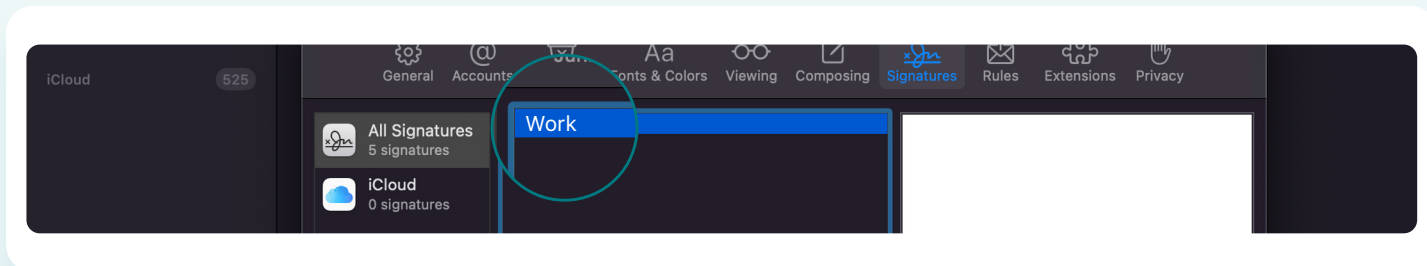 iCloud 525
General Accounts Junk Fonts & Colors Viewing Composing Signatures Rules Extensions Privacy
All Signatures
5 signatures
iCloud
0 signatures
Work